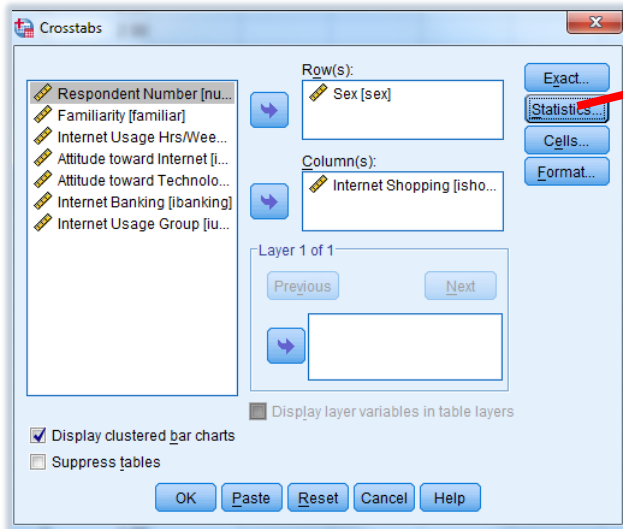 Crosstabs
Respondent Number [nu...
Familiarity [familiar]
Internet Usage Hrs/Wee...
Attitude toward Internet [i...
Attitude toward Technolo...
Internet Banking [ibanking]
Internet Usage Group [iu...
Row(s):
Sex [sex]
Column(s):
Internet Shopping [isho...
Layer 1 of 1
Previous
Next
Display layer variables in table layers
Exact...
Statistics...
Cells...
Format...
Display clustered bar charts
Suppress tables
OK Paste Reset Cancel Help